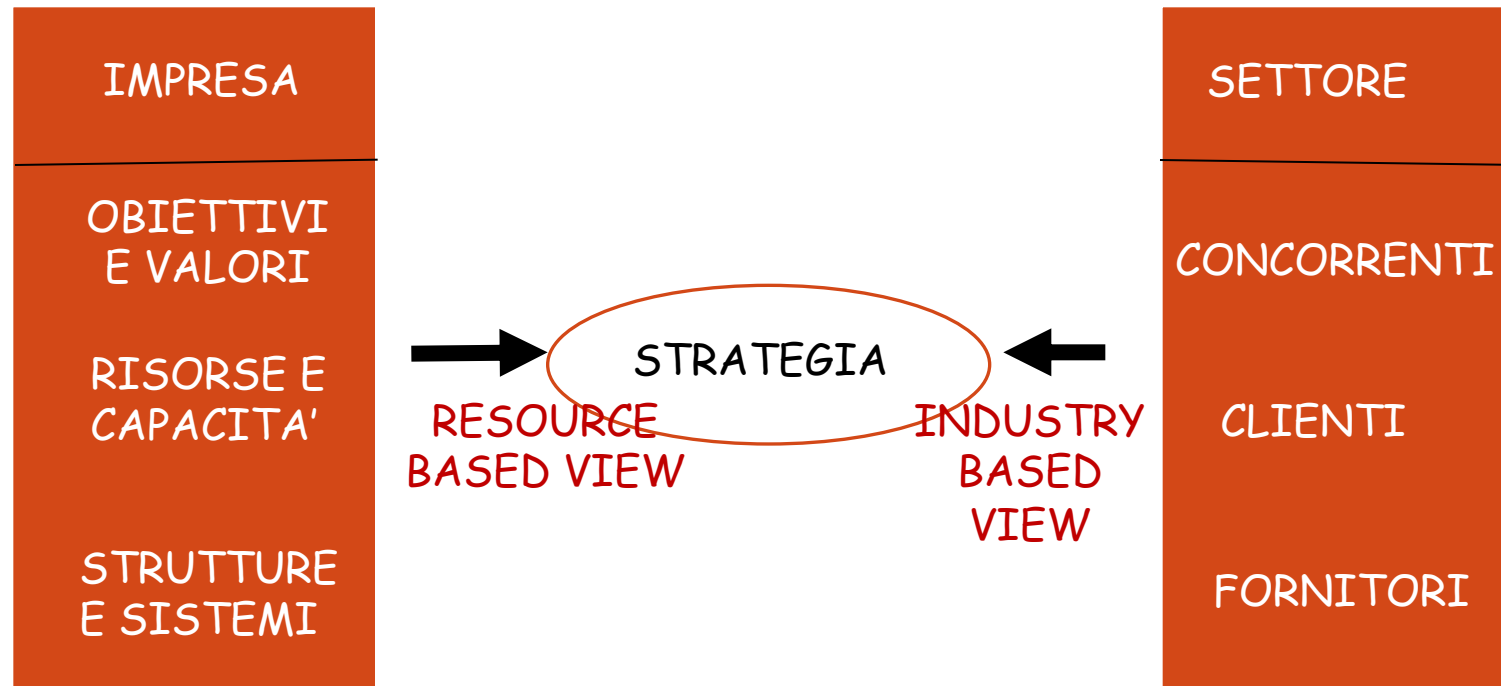 IMPRESA
OBIETTIVI
E VALORI
RISORSE E
CAPACITA'
STRUTTURE
E SISTEMI
STRATEGIA
RESOURCE
BASED VIEW
INDUSTRY
BASED
VIEW
SETTORE
CONCORRENTI
CLIENTI
FORNITORI